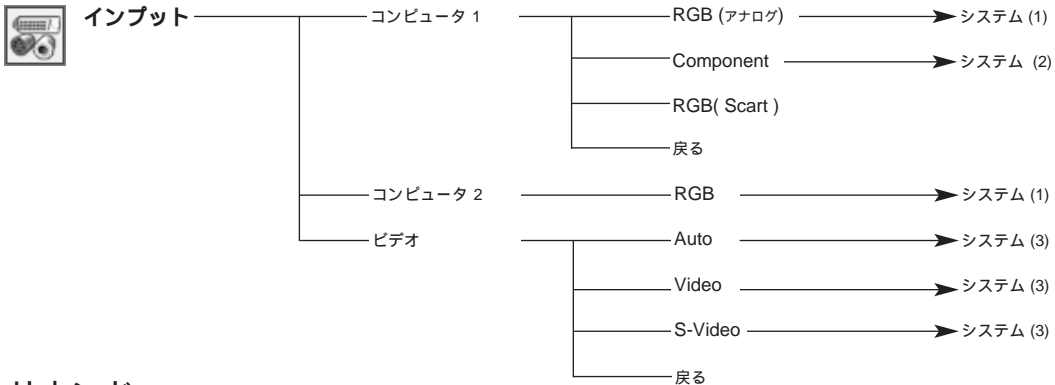 インプット コンピュータ 1 RGB (アナログ) システム (1)
Component システム (2)
RGB( Scart )
戻る
コンピュータ 2 RGB システム (1)
ビデオ Auto システム (3)
Video システム (3)
S-Video システム (3)
戻る